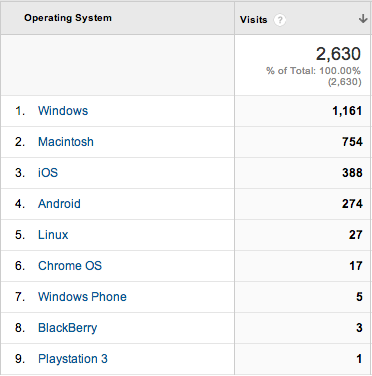 Operating System Visits ?
2,630
% of Total: 100.00%
(2,630)
1. Windows 1,161
2. Macintosh 754
3. iOS 388
4. Android 274
5. Linux 27
6. Chrome OS 17
7. Windows Phone 5
8. BlackBerry 3
9. Playstation 3 1